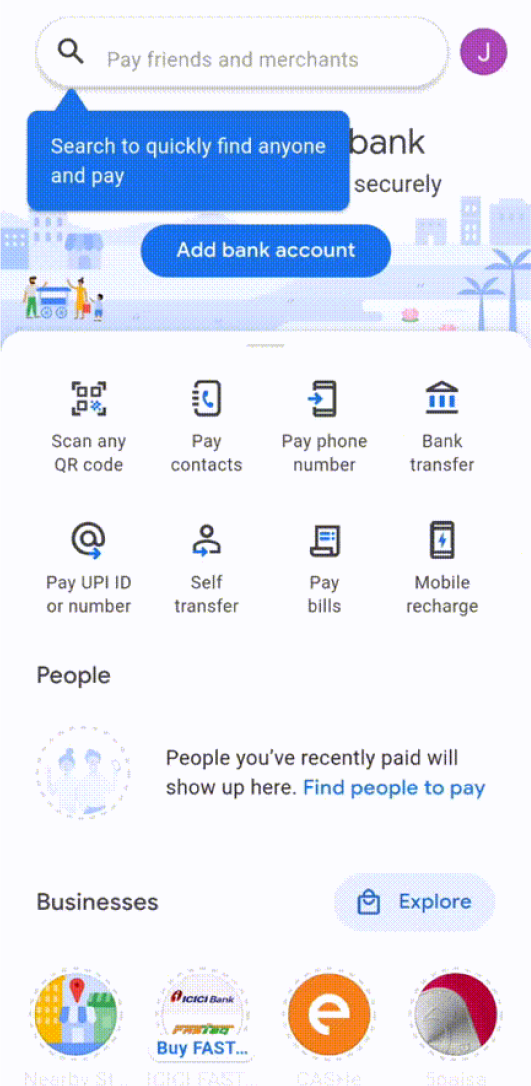 Pay friends and merchants
J
Search to quickly find anyone
and pay
bank
securely
Add bank account
Scan any
QR code
Pay
contacts
Pay phone
number
Bank
transfer
Pay UPI ID
or number
Self
transfer
Pay
bills
Mobile
recharge
People
People you've recently paid will
show up here. Find people to pay
Businesses
Explore
ICICI Bank
FASTag
Buy FAST...
e
Nearby St...
ICICI FAST...
CASHe
5paisa